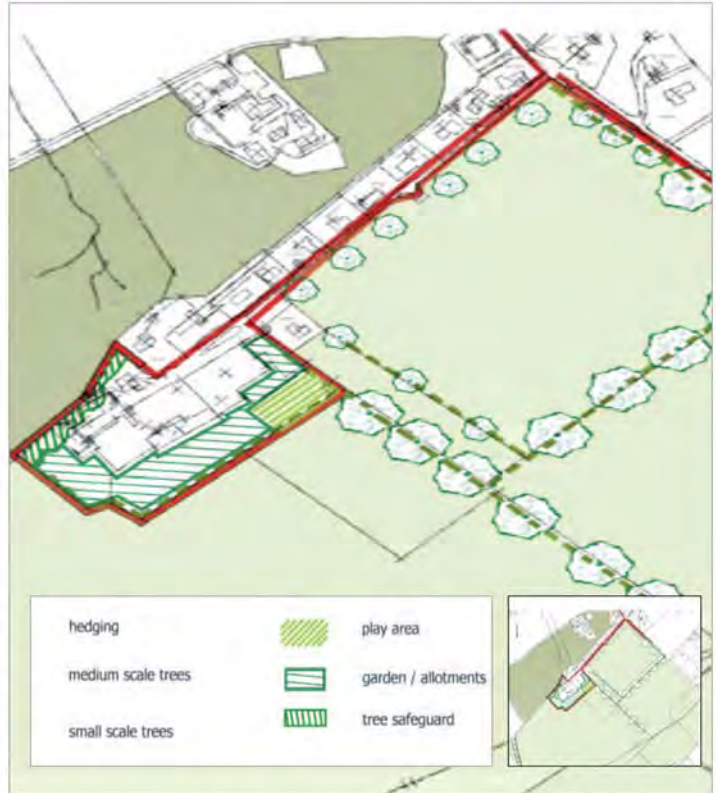 hedging
medium scale trees
small scale trees
play area
garden / allotments
tree safeguard